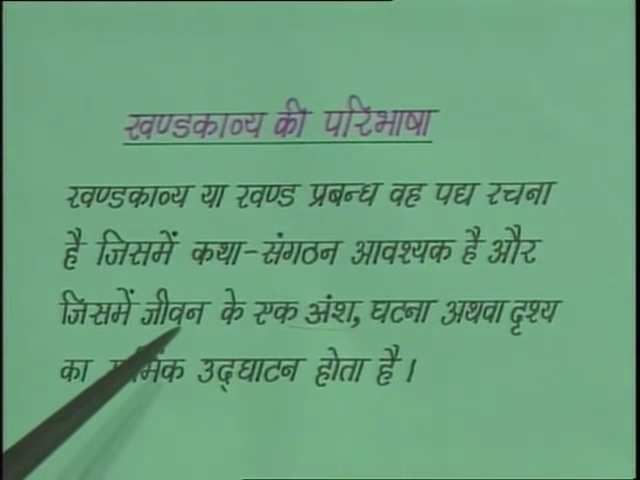 खण्डकाव्य की परिभाषा
खण्डकाव्य या खण्ड प्रबन्ध वह पद्य रचना
है जिसमें कथा-संगठन आवश्यक है और
जिसमें जीवन के एक अंश, घटना अथवा दृश्य
का मार्मिक उद्घाटन होता है।